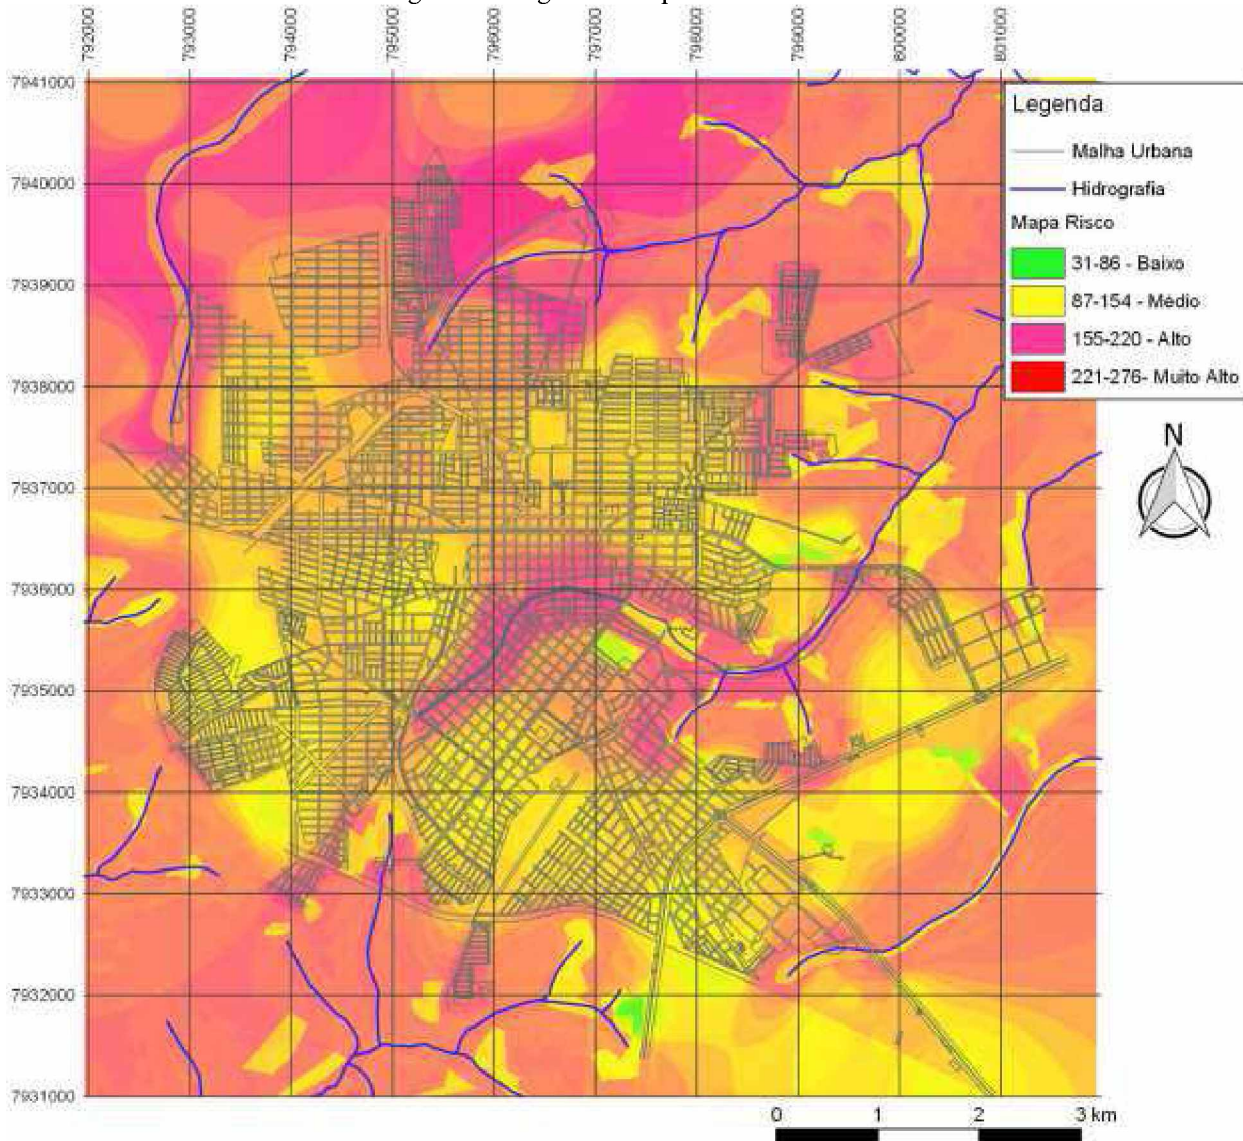 792000
793000
794000
795000
796000
797000
798000
799000
800000
801000
7941000
7940000
7939000
7938000
7937000
7936000
7935000
7934000
7933000
7932000
7931000
Legenda
Malha Urbana
Hidrografia
Mapa Risco
31-86 - Baixo
87-154 - Médio
155-220 - Alto
221-276- Muito Alto
N
0 1 2 3 km